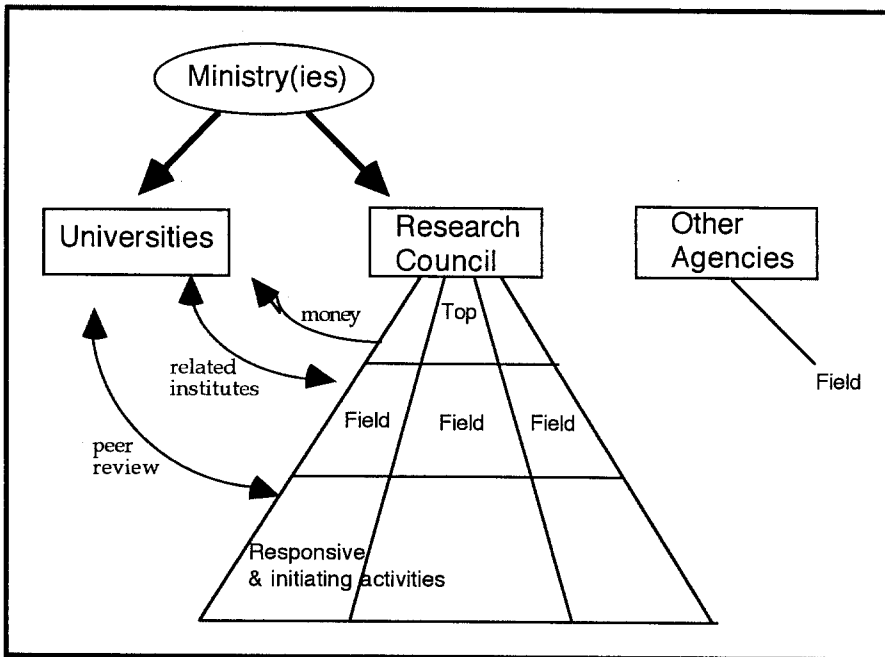 Ministry(ies)
Universities
Research
Council
Other
Agencies
money
Top
related
institutes
Field
Field
Field
Field
peer
review
Responsive
& initiating activities